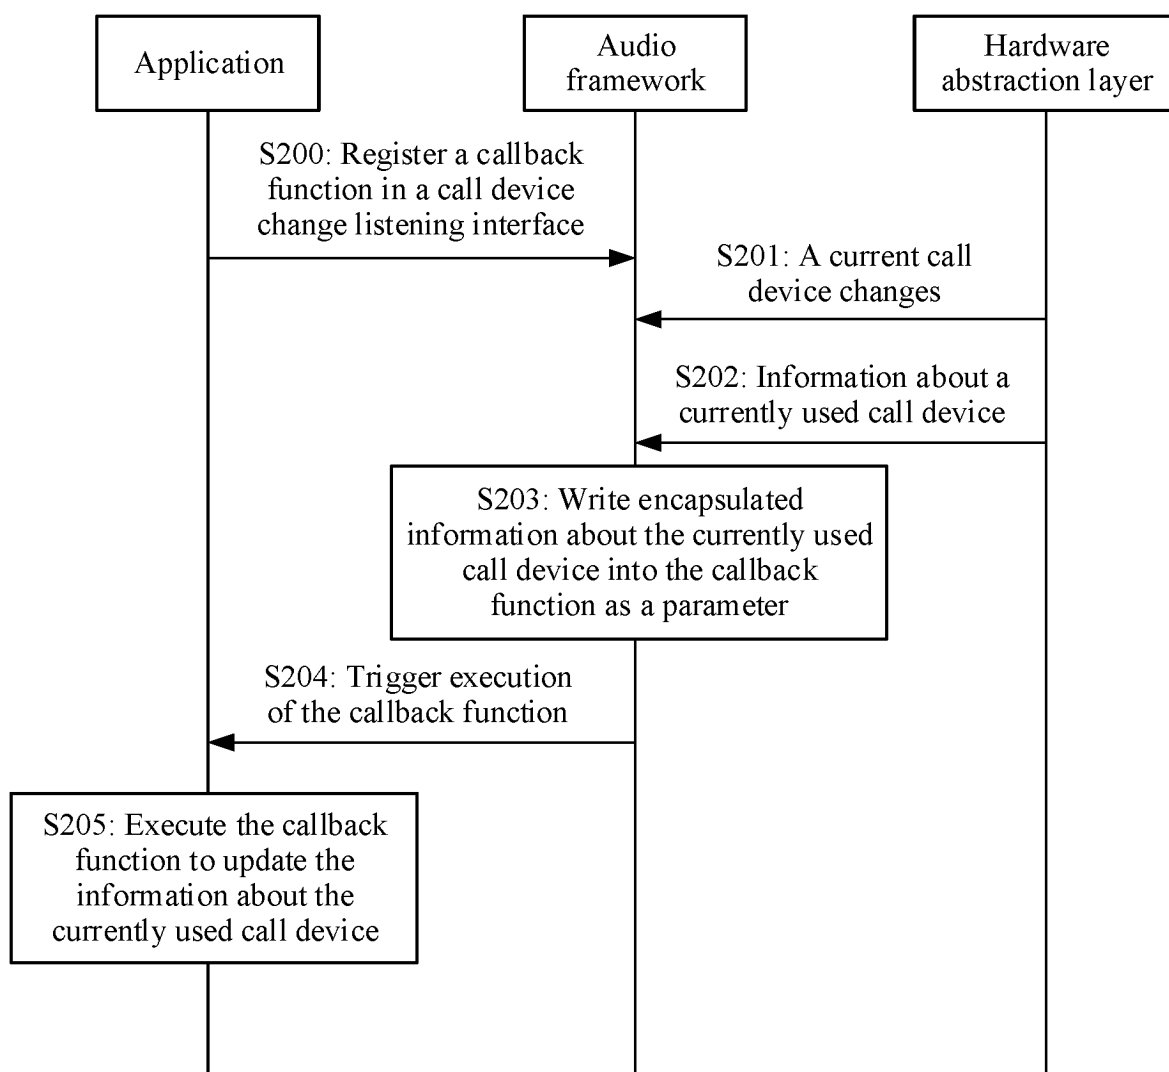 Application
Audio
framework
Hardware
abstraction layer
S200: Register a callback
function in a call device
change listening interface
S201: A current call
device changes
S202: Information about a
currently used call device
S203: Write encapsulated
information about the currently used
call device into the callback
function as a parameter
S204: Trigger execution
of the callback function
S205: Execute the callback
function to update the
information about the
currently used call device